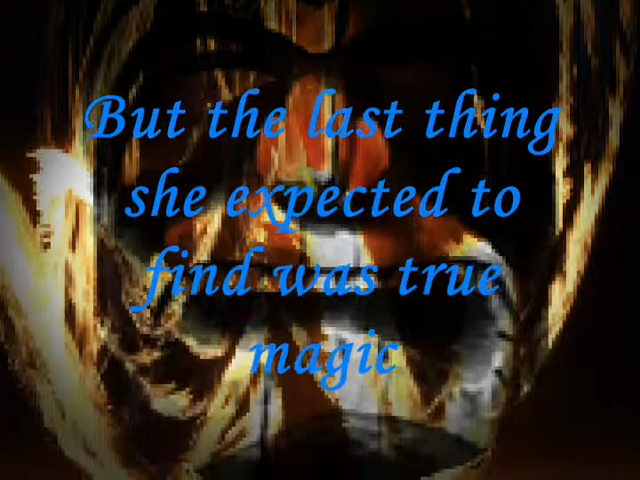 But the last thing
she expected to
find was true
magic